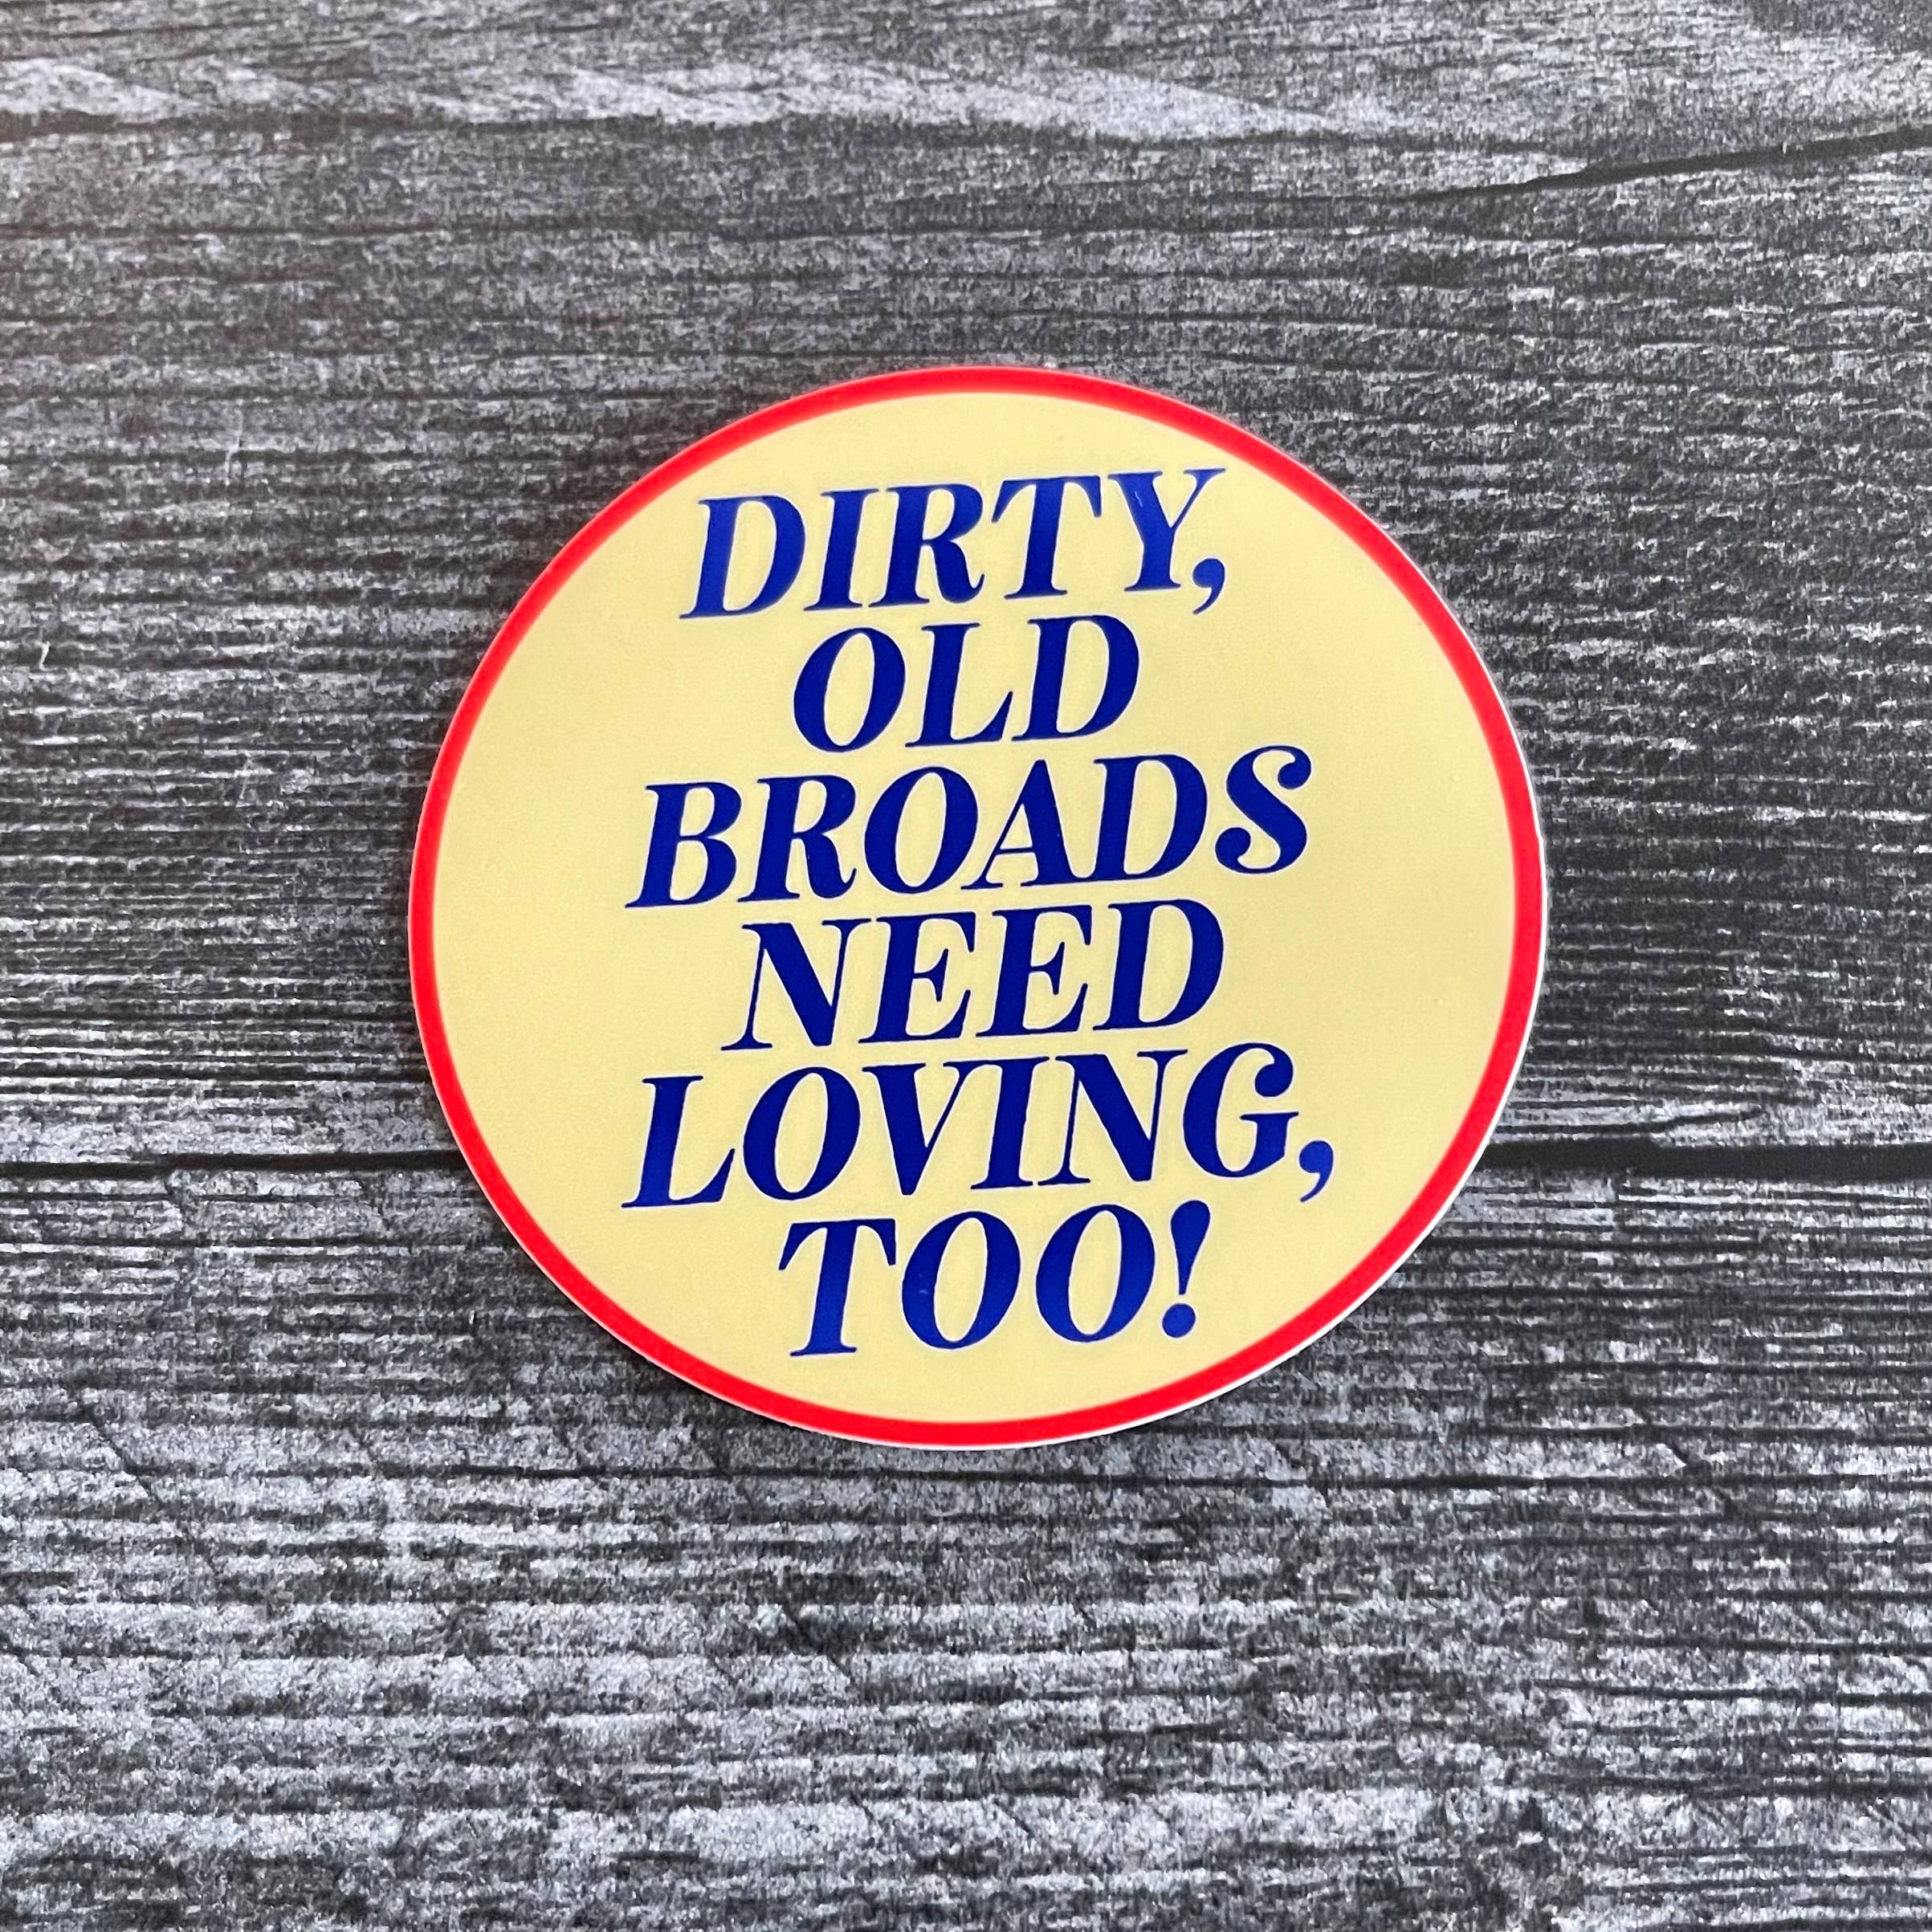 DIRTY,
OLD
BROADS
NEED
LOVING,
TOO!